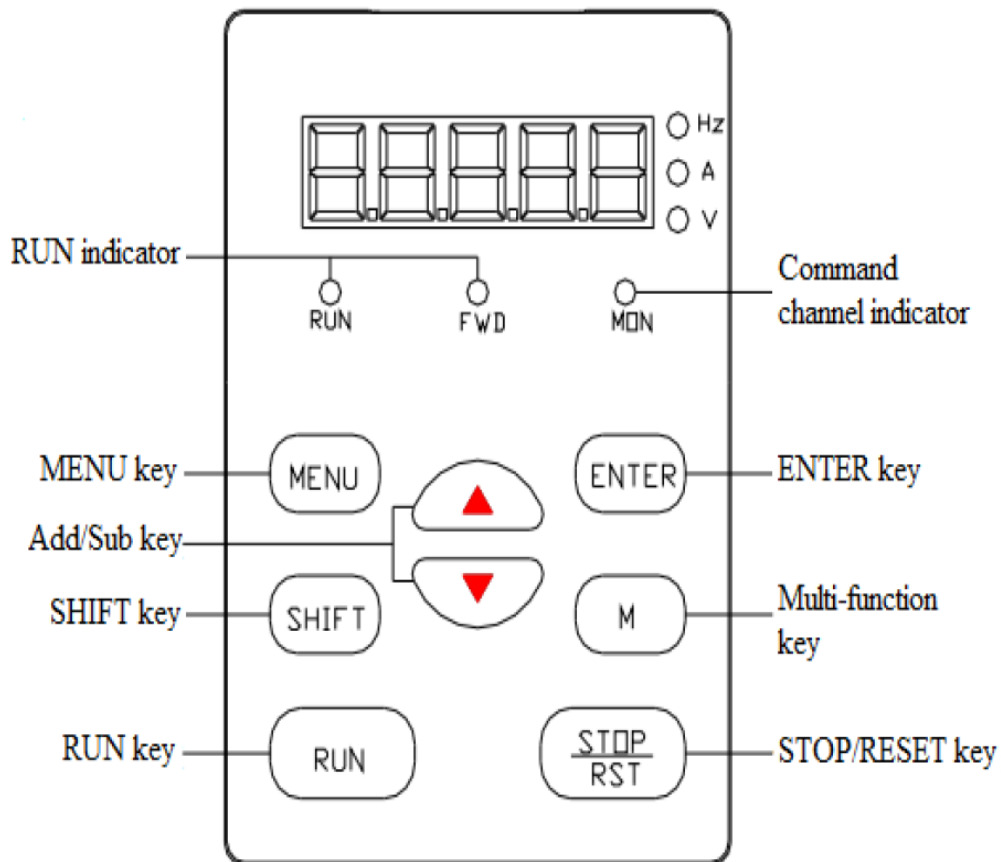 Hz
A
V
RUN indicator
RUN
FWD
MON
Command
channel indicator
MENU key
MENU
ENTER
ENTER key
Add/Sub key
SHIFT key
SHIFT
M
Multi-function
key
RUN key
RUN
STOP
RST
STOP/RESET key